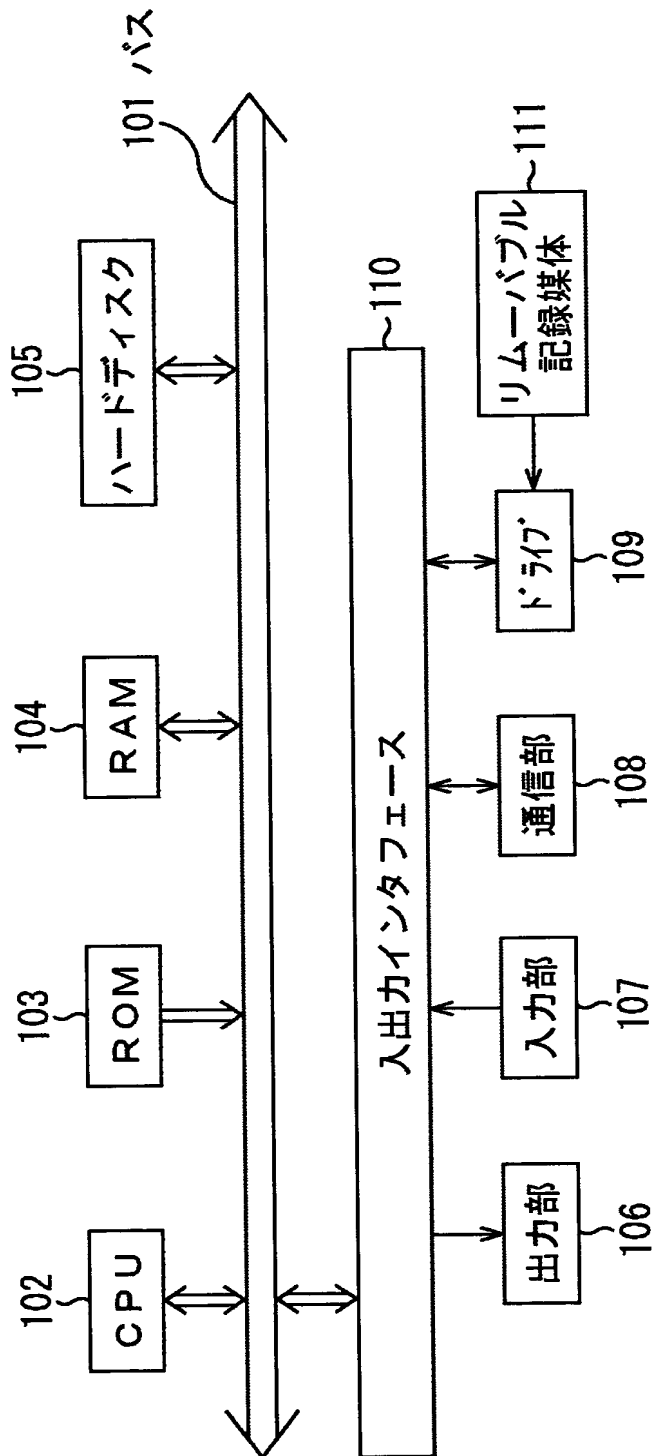 102
CPU
103
ROM
104
RAM
105
ハードディスク
101 バス
入出力インタフェース
110
出力部
106
入力部
107
通信部
108
ドライブ
109
リムーバブル
記録媒体
111